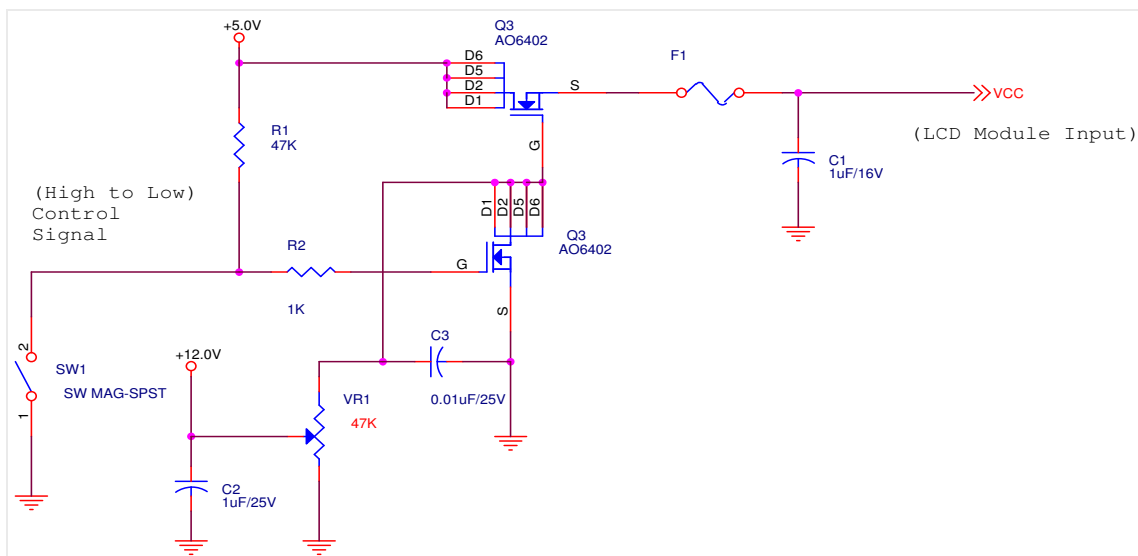 +5.0V
Q3
AO6402
D6
D5
D2
D1
S
G
F1
VCC
(LCD Module Input)
R1
47K
C1
1uF/16V
(High to Low)
Control
Signal
D1
D2
D5
D6
Q3
AO6402
R2
1K
G
S
C3
0.01uF/25V
+12.0V
2
SW1
SW MAG-SPST
1
VR1
47K
C2
1uF/25V